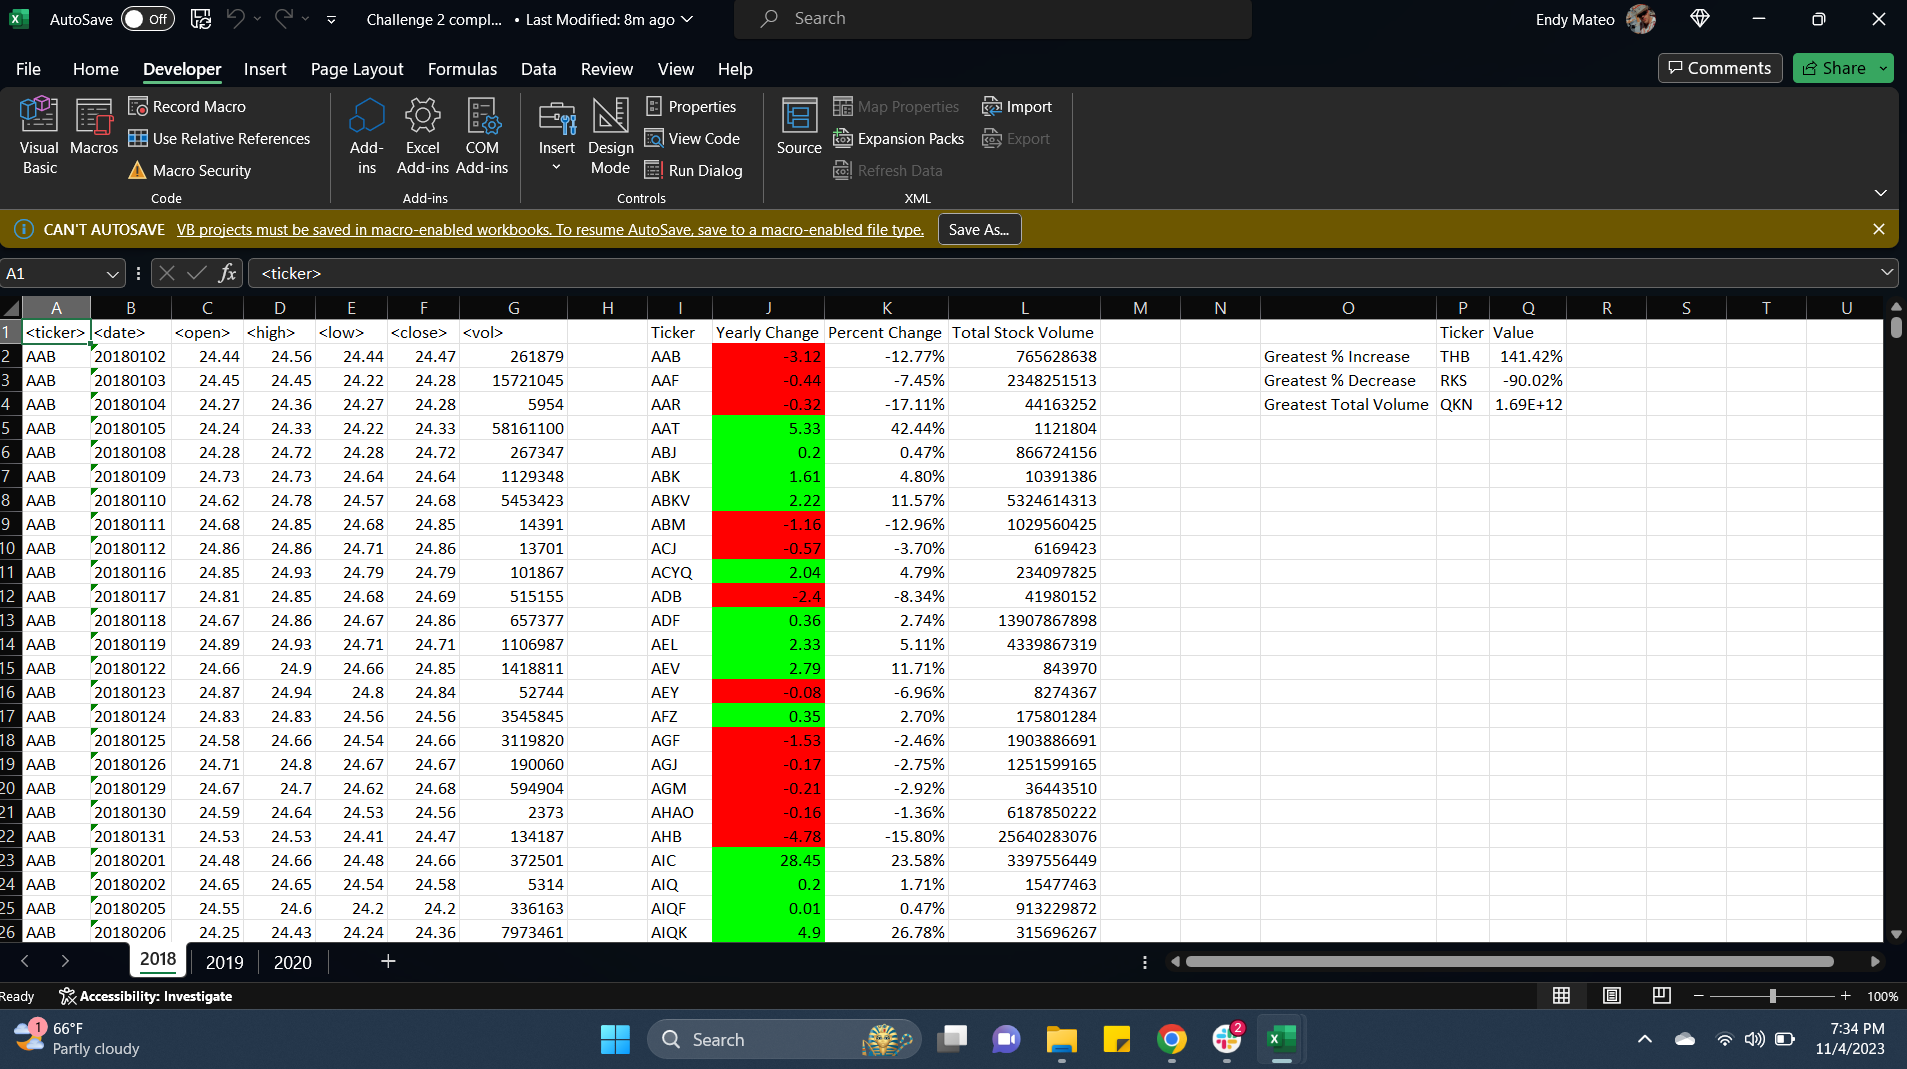 AutoSave Off Challenge 2 compl... • Last Modified: 8m ago Search Endy Mateo
File Home Developer Insert Page Layout Formulas Data Review View Help Comments Share
Visual Basic
Macros
Record Macro
Use Relative References
Macro Security
Code
Add-ins
Excel Add-ins
COM Add-ins
Add-ins
Insert
Design Mode
Properties
View Code
Run Dialog
Controls
Source
Map Properties
Expansion Packs
Refresh Data
Import
Export
XML
CAN'T AUTOSAVE VB projects must be saved in macro-enabled workbooks. To resume AutoSave, save to a macro-enabled file type. Save As...
A1 fx <ticker>
A B C D E F G H I J K L M N O P Q R S T U
1 <ticker> <date> <open> <high> <low> <close> <vol> Ticker Yearly Change Percent Change Total Stock Volume Ticker Value
2 AAB 20180102 24.44 24.56 24.44 24.47 261879 AAB -3.12 -12.77% 765628638 Greatest % Increase THB 141.42%
3 AAB 20180103 24.45 24.45 24.22 24.28 15721045 AAF -0.44 -7.45% 2348251513 Greatest % Decrease RKS -90.02%
4 AAB 20180104 24.27 24.36 24.27 24.28 5954 AAR -0.32 -17.11% 44163252 Greatest Total Volume QKN 1.69E+12
5 AAB 20180105 24.24 24.33 24.22 24.33 58161100 AAT 5.33 42.44% 1121804
6 AAB 20180108 24.28 24.72 24.28 24.72 267347 ABJ 0.2 0.47% 866724156
7 AAB 20180109 24.73 24.73 24.64 24.64 1129348 ABK 1.61 4.80% 10391386
8 AAB 20180110 24.62 24.78 24.57 24.68 5453423 ABKV 2.22 11.57% 5324614313
9 AAB 20180111 24.68 24.85 24.68 24.85 14391 ABM -1.16 -12.96% 1029560425
10 AAB 20180112 24.86 24.86 24.71 24.86 13701 ACJ -0.57 -3.70% 6169423
11 AAB 20180116 24.85 24.93 24.79 24.79 101867 ACYQ 2.04 4.79% 234097825
12 AAB 20180117 24.81 24.85 24.68 24.69 515155 ADB -2.4 -8.34% 41980152
13 AAB 20180118 24.67 24.86 24.67 24.86 657377 ADF 0.36 2.74% 13907867898
14 AAB 20180119 24.89 24.93 24.71 24.71 1106987 AEL 2.33 5.11% 4339867319
15 AAB 20180122 24.66 24.9 24.66 24.85 1418811 AEV 2.79 11.71% 843970
16 AAB 20180123 24.87 24.94 24.8 24.84 52744 AEY -0.08 -6.96% 8274367
17 AAB 20180124 24.83 24.83 24.56 24.56 3545845 AFZ 0.35 2.70% 175801284
18 AAB 20180125 24.58 24.66 24.54 24.66 3119820 AGF -1.53 -2.46% 1903886691
19 AAB 20180126 24.71 24.8 24.67 24.67 190060 AGJ -0.17 -2.75% 1251599165
20 AAB 20180129 24.67 24.7 24.62 24.68 594904 AGM -0.21 -2.92% 36443510
21 AAB 20180130 24.59 24.64 24.53 24.56 2373 AHAO -0.16 -1.36% 6187850222
22 AAB 20180131 24.53 24.53 24.41 24.47 134187 AHB -4.78 -15.80% 25640283076
23 AAB 20180201 24.48 24.66 24.48 24.66 372501 AIC 28.45 23.58% 3397556449
24 AAB 20180202 24.65 24.65 24.54 24.58 5314 AIQ 0.2 1.71% 15477463
25 AAB 20180205 24.55 24.6 24.2 24.2 336163 AIQF 0.01 0.47% 913229872
26 AAB 20180206 24.25 24.43 24.24 24.36 7973461 AIQK 4.9 26.78% 315696267
2018 2019 2020
Ready Accessibility: Investigate 100%
1 66°F
Partly cloudy
Search
2
7:34 PM
11/4/2023